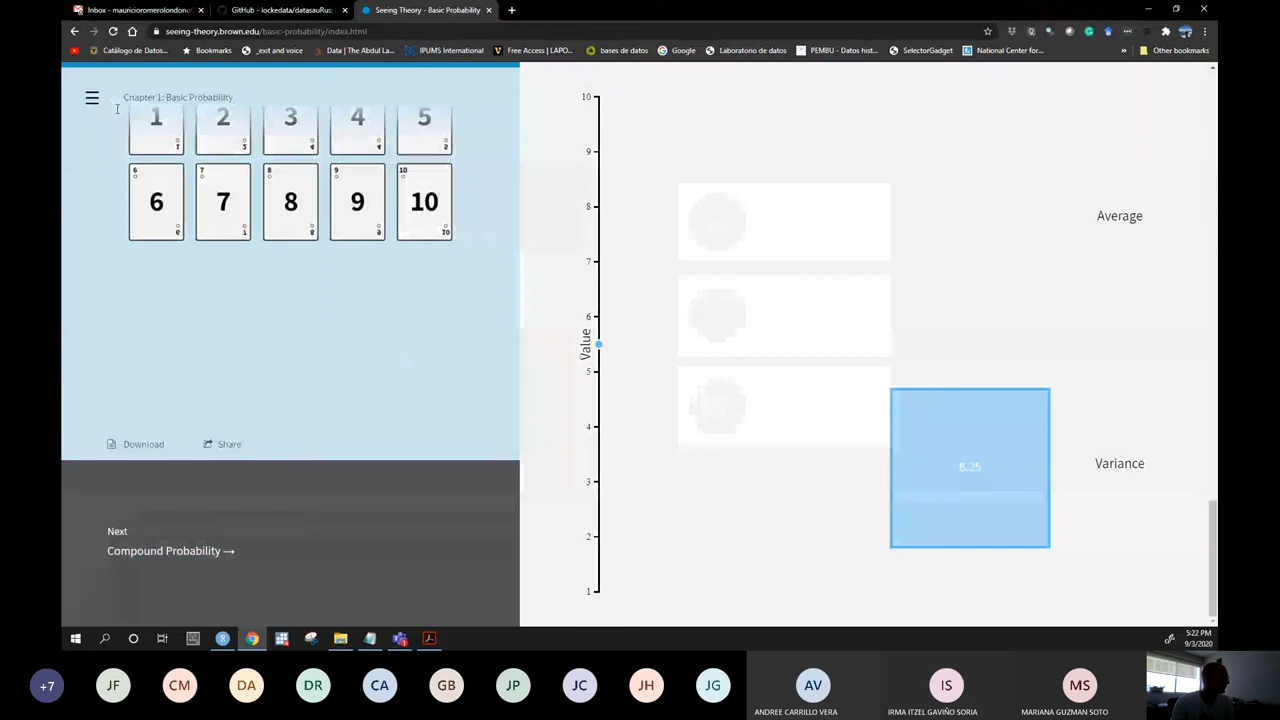 Inbox - mauricioromerolondono
GitHub - lockedata/datasauRus:
Seeing Theory - Basic Probability
seeing-theory.brown.edu/basic-probability/index.html
Catálogo de Datos...
Bookmarks
_exit and voice
Data | The Abdul La...
IPUMS International
Free Access | LAPO...
bases de datos
Google
Laboratorio de datos
PEMBU - Datos hist...
SelectorGadget
National Center for...
»
Other bookmarks
Chapter 1: Basic Probability
1 2 3 4 5
6 7 8 9 10
Download
Share
Next
Compound Probability →
10
9
8
7
6
5
4
3
2
1
Value
Average
8.25
Variance
5:22 PM
9/3/2020
+7
JF
CM
DA
DR
CA
GB
JP
JC
JH
JG
AV
IS
MS
ANDREE CARRILLO VERA
IRMA ITZEL GAVIÑO SORIA
MARIANA GUZMAN SOTO